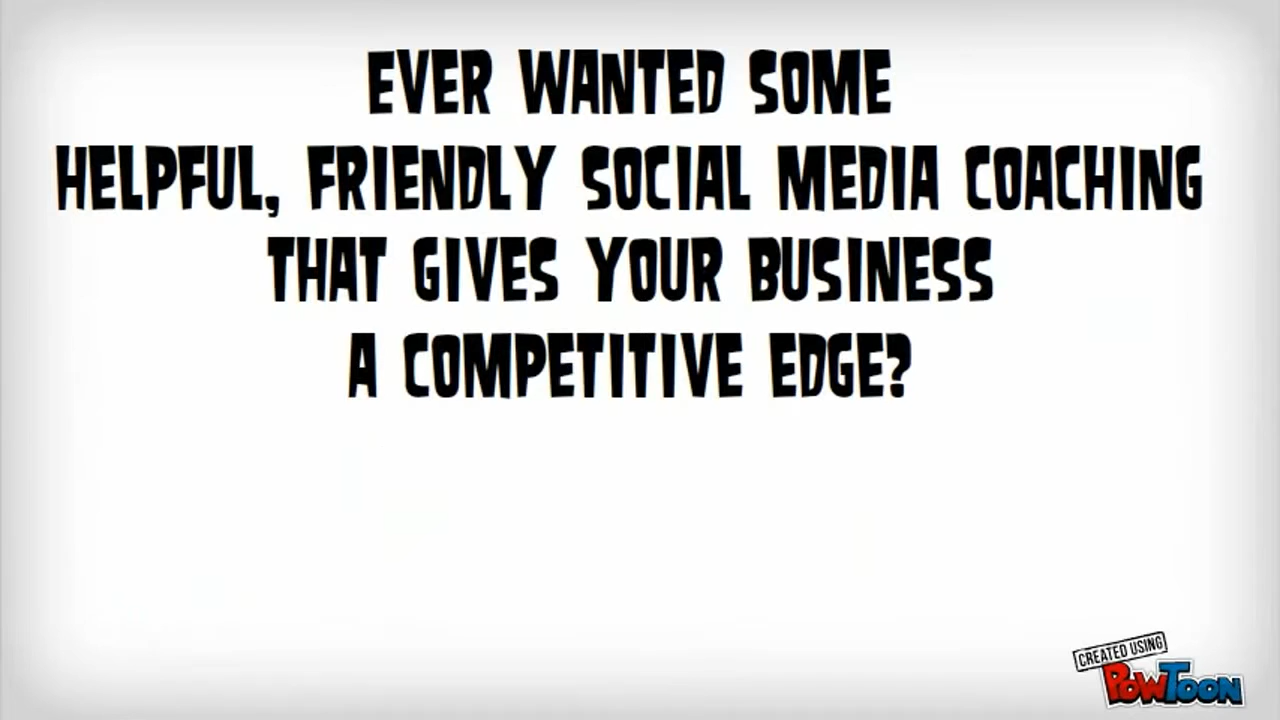 EVER WANTED SOME
HELPFUL, FRIENDLY SOCIAL MEDIA COACHING
THAT GIVES YOUR BUSINESS
A COMPETITIVE EDGE?
CREATED USING
POWTOON